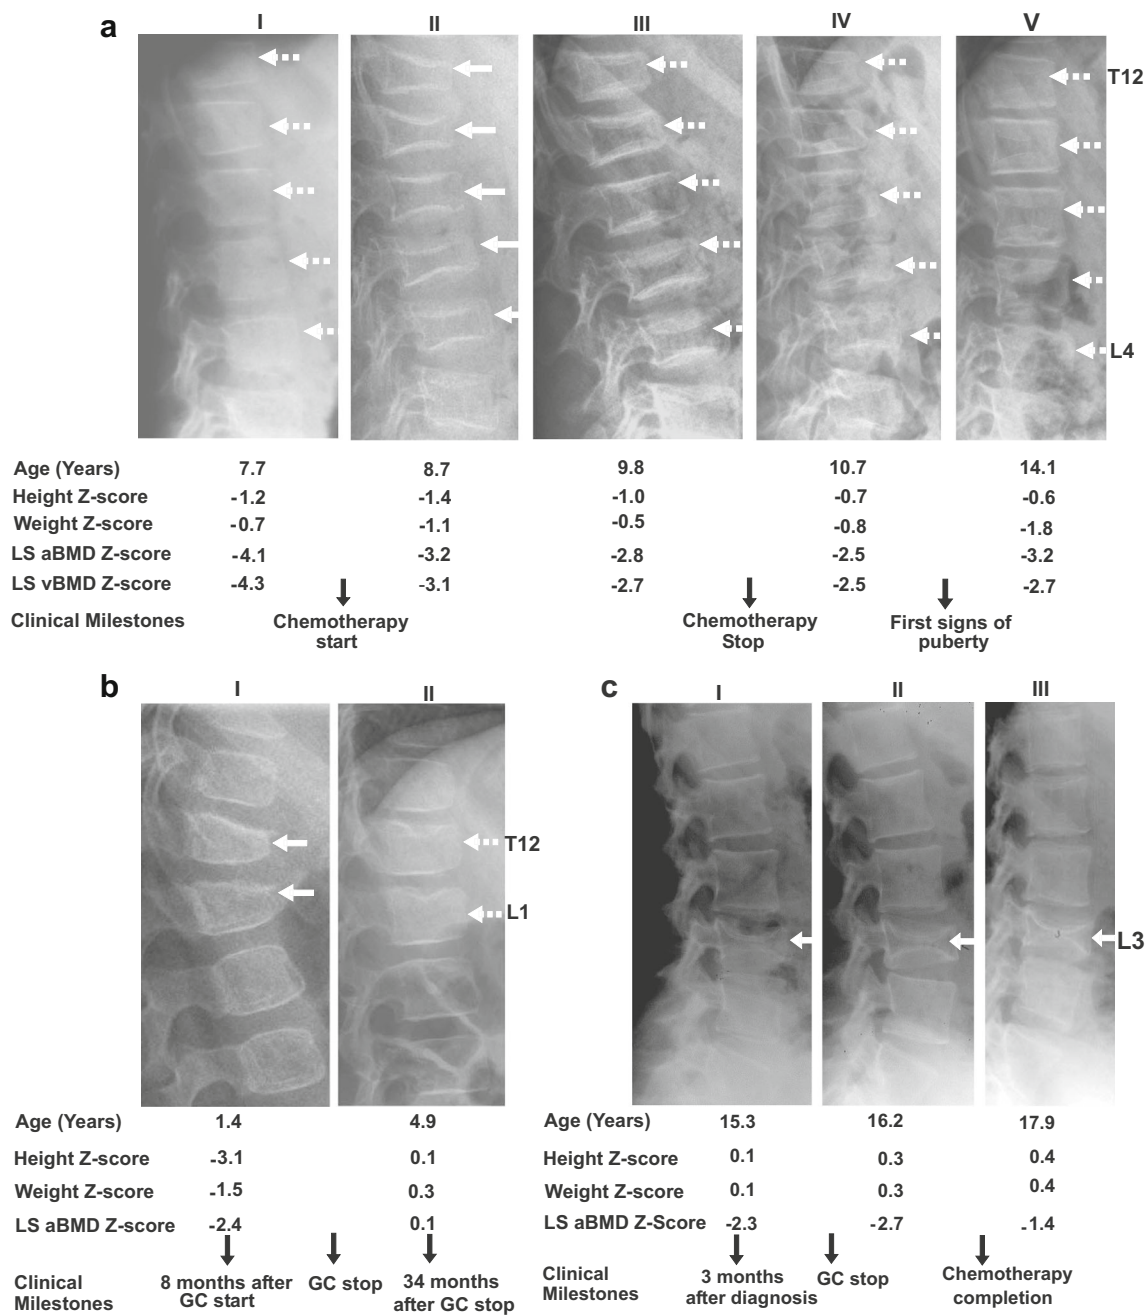 a
I II III IV V
T12
L4
Age (Years) 7.7 8.7 9.8 10.7 14.1
Height Z-score -1.2 -1.4 -1.0 -0.7 -0.6
Weight Z-score -0.7 -1.1 -0.5 -0.8 -1.8
LS aBMD Z-score -4.1 -3.2 -2.8 -2.5 -3.2
LS vBMD Z-score -4.3 -3.1 -2.7 -2.5 -2.7
Clinical Milestones Chemotherapy start Chemotherapy Stop First signs of puberty
b
I II
T12
L1
Age (Years) 1.4 4.9
Height Z-score -3.1 0.1
Weight Z-score -1.5 0.3
LS aBMD Z-score -2.4 0.1
Clinical Milestones 8 months after GC start GC stop 34 months after GC stop
c
I II III
L3
Age (Years) 15.3 16.2 17.9
Height Z-score 0.1 0.3 0.4
Weight Z-score 0.1 0.3 0.4
LS aBMD Z-Score -2.3 -2.7 -1.4
Clinical Milestones 3 months after diagnosis GC stop Chemotherapy completion